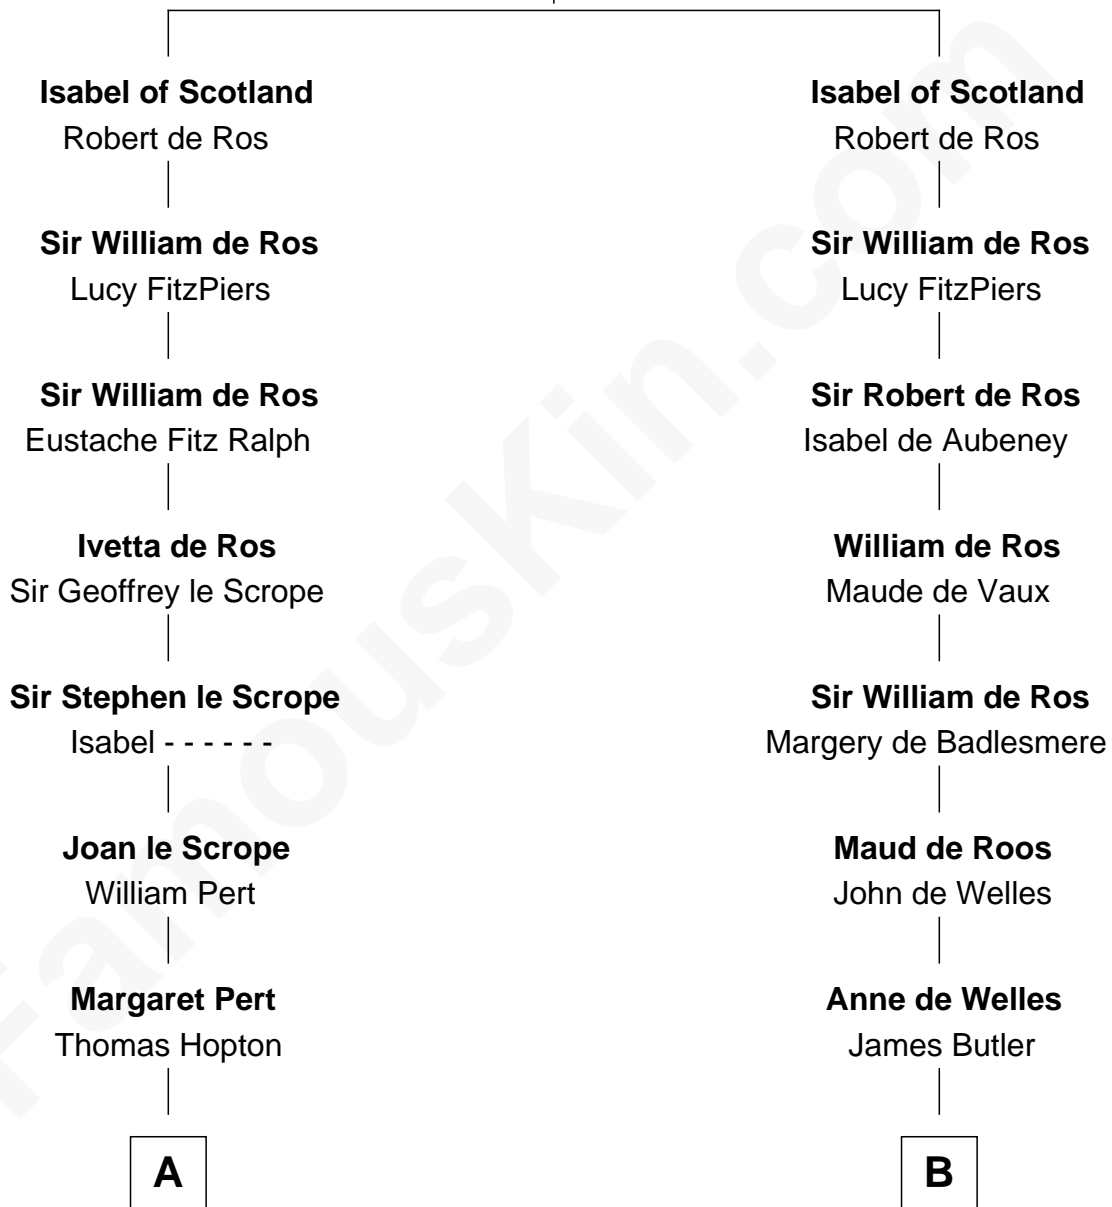 Isabel of Scotland
Robert de Ros
Sir William de Ros
Lucy FitzPiers
Sir William de Ros
Eustache Fitz Ralph
Ivetta de Ros
Sir Geoffrey le Scrope
Sir Stephen le Scrope
Isabel - - - - - -
Joan le Scrope
William Pert
Margaret Pert
Thomas Hopton
A
Isabel of Scotland
Robert de Ros
Sir William de Ros
Lucy FitzPiers
Sir Robert de Ros
Isabel de Aubeney
William de Ros
Maude de Vaux
Sir William de Ros
Margery de Badlesmere
Maud de Roos
John de Welles
Anne de Welles
James Butler
B
FamousKin.com